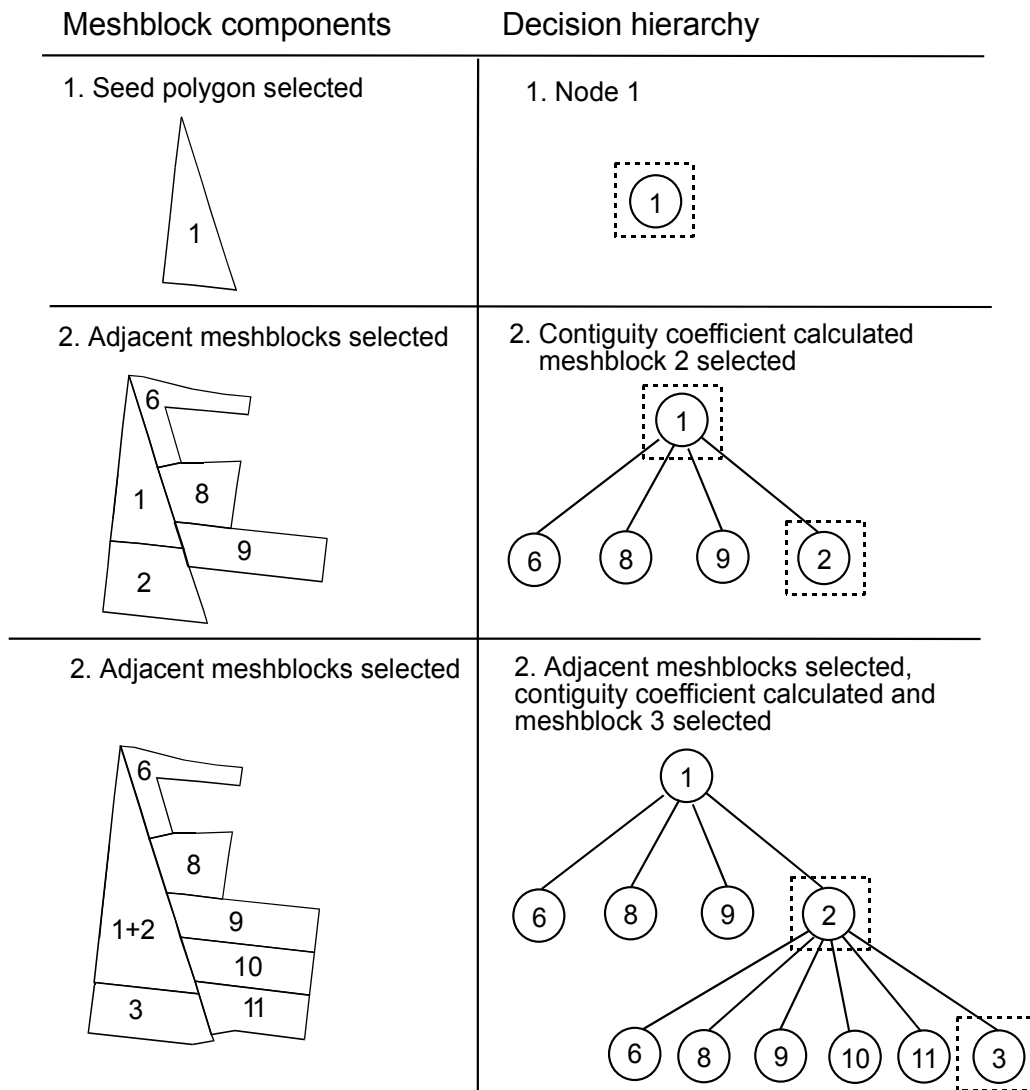 Meshblock components
Decision hierarchy
1. Seed polygon selected
1
1. Node 1
1
2. Adjacent meshblocks selected
6
1
8
9
2
2. Contiguity coefficient calculated
meshblock 2 selected
1
6 8 9 2
2. Adjacent meshblocks selected
6
8
1+2
9
10
3
11
2. Adjacent meshblocks selected,
contiguity coefficient calculated and
meshblock 3 selected
1
6 8 9 2
6 8 9 10 11 3